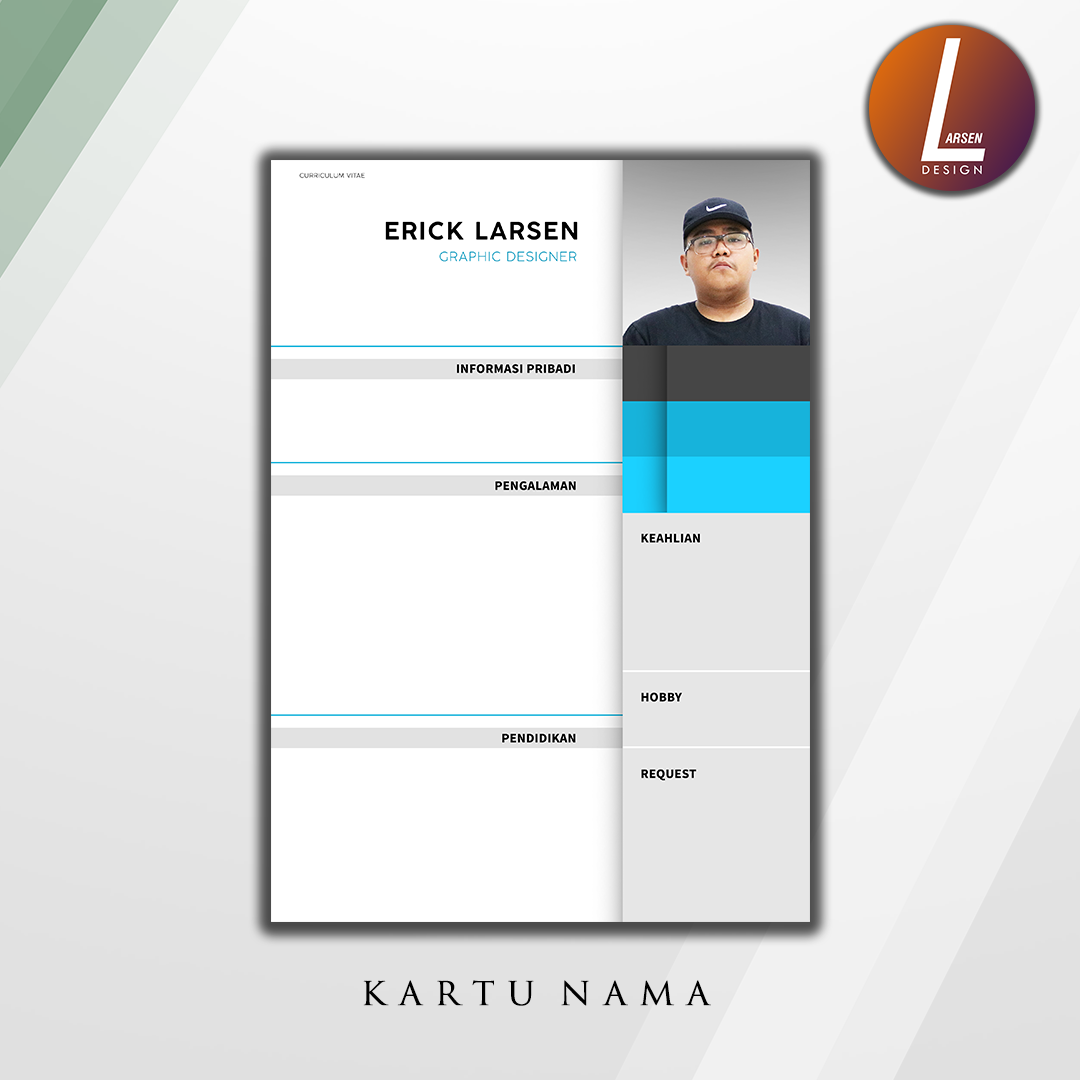 LARSEN
DESIGN
CURRICULUM VITAE
ERICK LARSEN
GRAPHIC DESIGNER
INFORMASI PRIBADI
PENGALAMAN
KEAHLIAN
HOBBY
PENDIDIKAN
REQUEST
KARTU NAMA